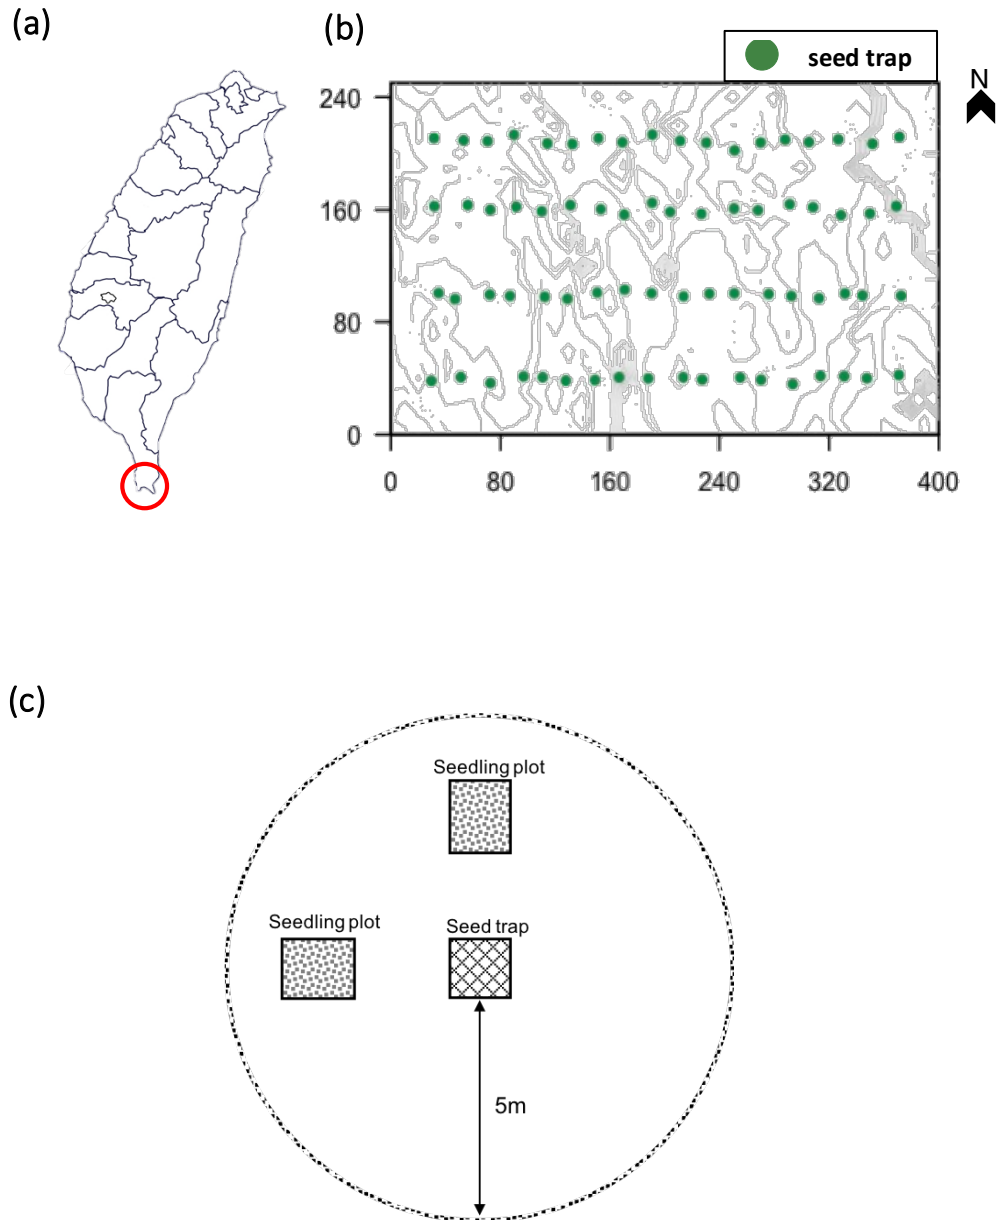 (a)
(b)
seed trap
N
240
160
80
0
0 80 160 240 320 400
(c)
Seedling plot
Seedling plot
Seed trap
5m